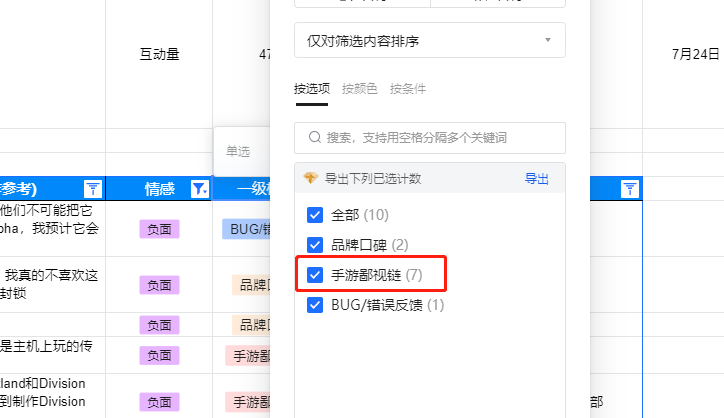 仅对筛选内容排序
互动量
47
7月24日
按选项 按颜色 按条件
单选
搜索，支持用空格分隔多个关键词
参考)
情感
一级
导出下列已选计数
导出
他们不可能把它
pha，我预计它会
负面
BUG/错
全部 (10)
品牌口碑 (2)
我真的不喜欢这
封锁
负面
品牌口
手游鄙视链 (7)
BUG/错误反馈 (1)
负面
品牌口
是主机上玩的传
负面
手游鄙
tland和Division
到制作Division
负面
手游鄙视
部